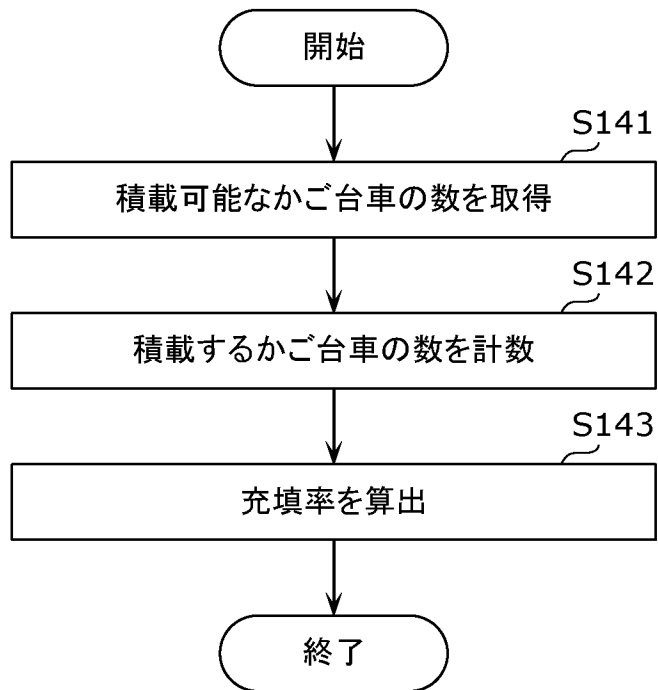 開始
S141
積載可能なかご台車の数を取得
S142
積載するかご台車の数を計数
S143
充填率を算出
終了